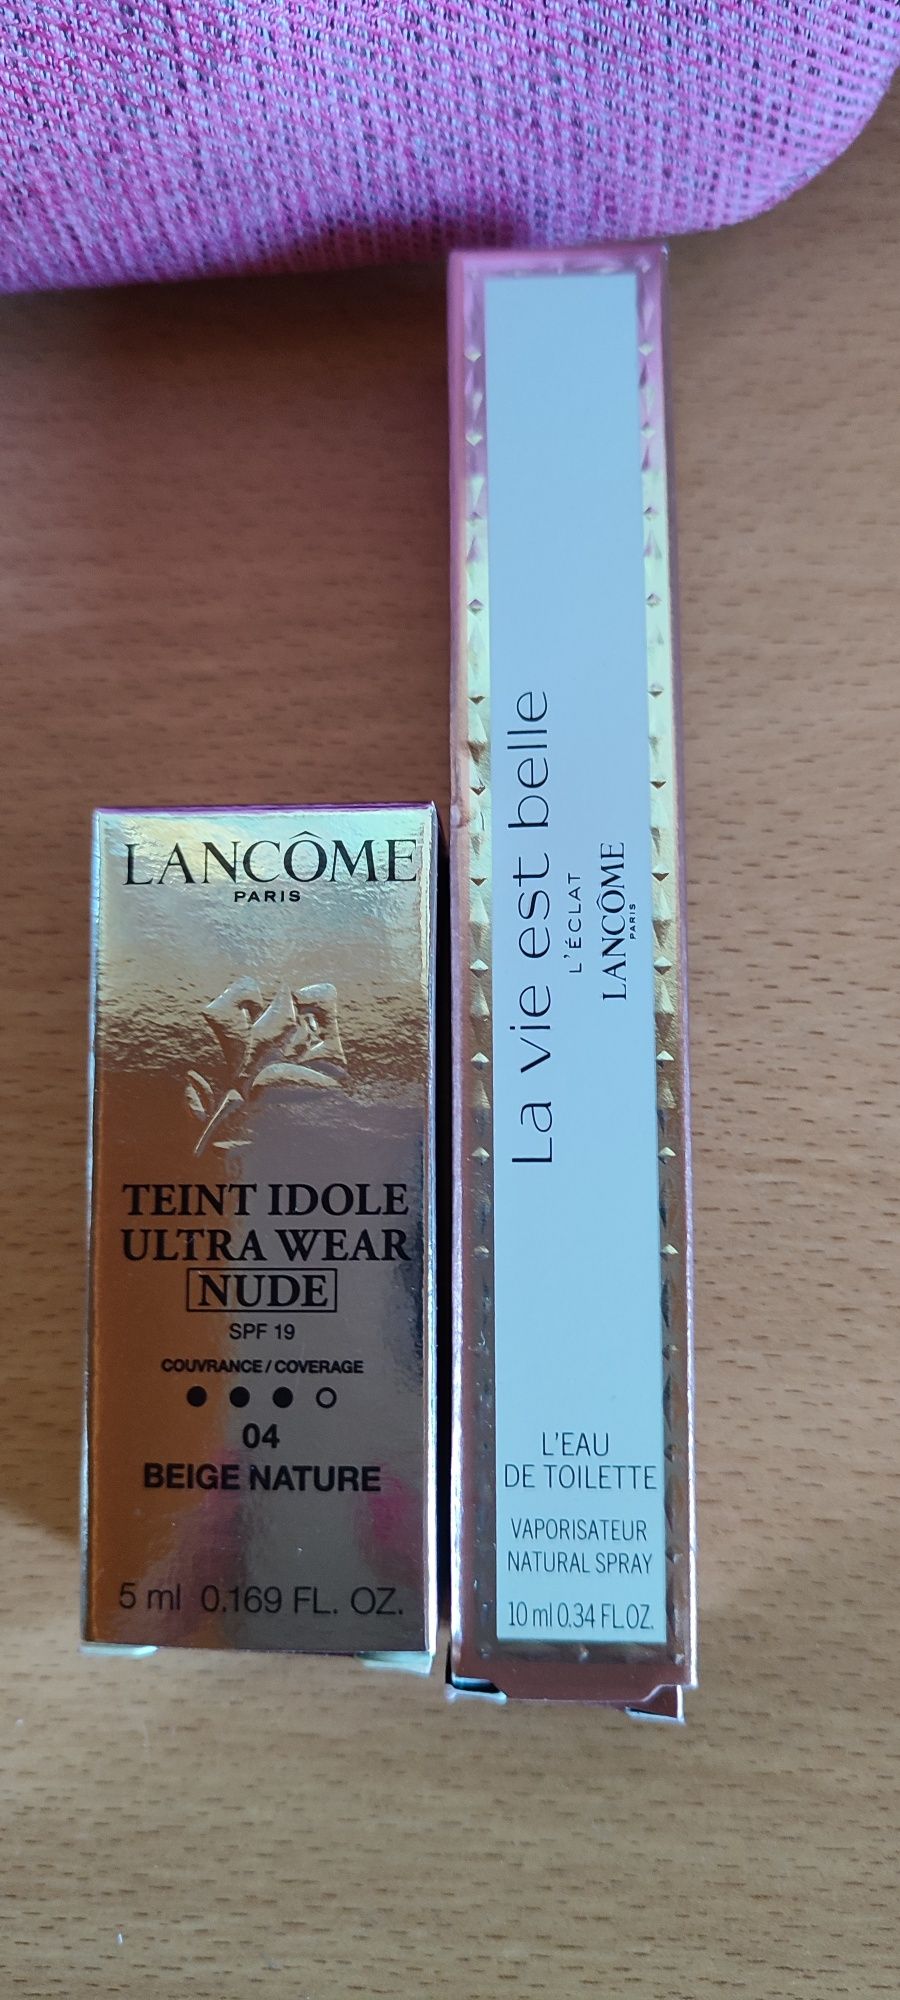 LANCÔME
PARIS
TEINT IDOLE
ULTRA WEAR
NUDE
SPF 19
COUVRANCE / COVERAGE
04
BEIGE NATURE
5 ml 0.169 FL. OZ.
La vie est belle
L'ÉCLAT
LANCÔME
PARIS
L'EAU
DE TOILETTE
VAPORISATEUR
NATURAL SPRAY
10 ml 0.34 FL.OZ.